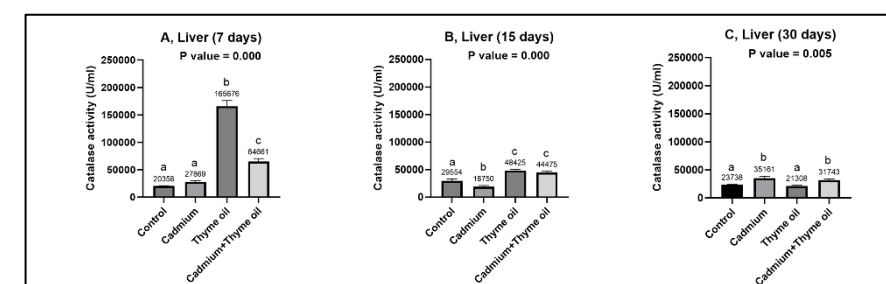 A, Liver (7 days)
P value = 0.000
Catalase activity (U/ml)
250000
200000
150000
100000
50000
0
a
20358
a
27869
b
165676
c
64661
Control
Cadmium
Thyme oil
Cadmium+Thyme oil
B, Liver (15 days)
P value = 0.000
Catalase activity (U/ml)
250000
200000
150000
100000
50000
0
a
29554
b
18750
c
48425
c
44475
Control
Cadmium
Thyme oil
Cadmium+Thyme oil
C, Liver (30 days)
P value = 0.005
Catalase activity (U/ml)
250000
200000
150000
100000
50000
0
a
23738
b
35161
a
21308
b
31743
Control
Cadmium
Thyme oil
Cadmium+Thyme oil